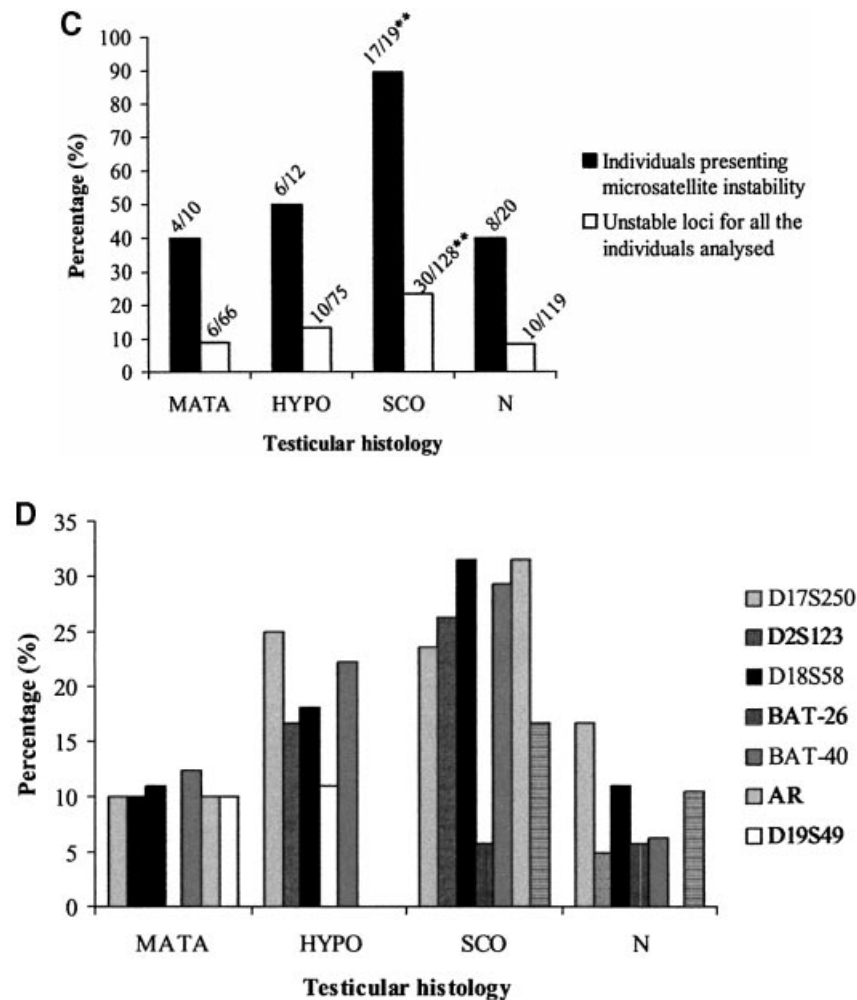 C
100
90
80
70
60
50
40
30
20
10
0
Percentage (%)
4/10
6/66
6/12
10/75
17/19**
30/128**
8/20
10/119
MATA HYPO SCO N
Testicular histology
Individuals presenting
microsatellite instability
Unstable loci for all the
individuals analysed
D
35
30
25
20
15
10
5
0
Percentage (%)
MATA HYPO SCO N
Testicular histology
D17S250
D2S123
D18S58
BAT-26
BAT-40
AR
D19S49